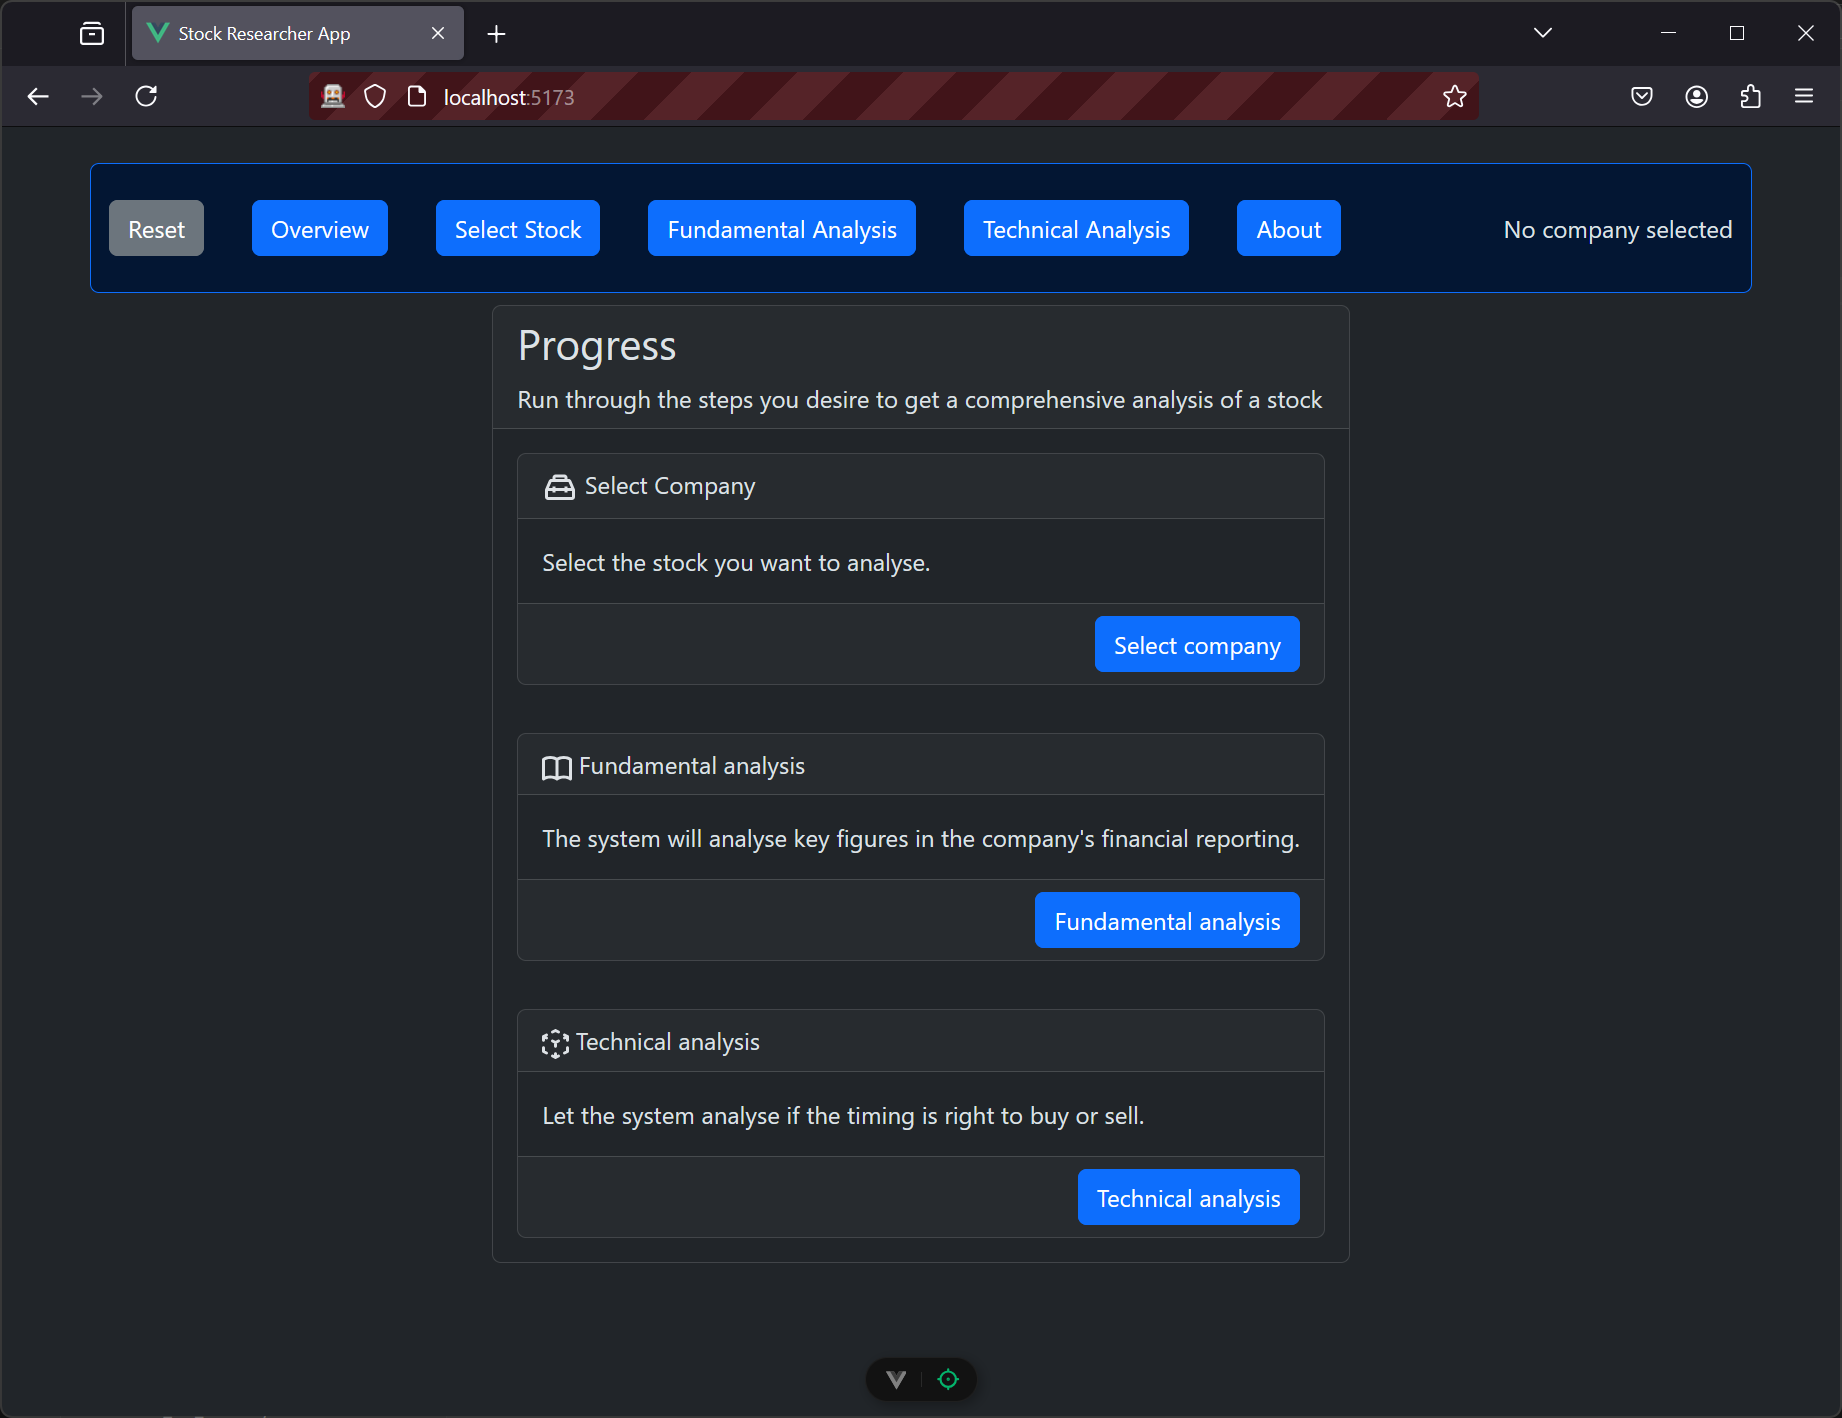 Stock Researcher App
localhost:5173
Reset
Overview
Select Stock
Fundamental Analysis
Technical Analysis
About
No company selected
Progress
Run through the steps you desire to get a comprehensive analysis of a stock
Select Company
Select the stock you want to analyse.
Select company
Fundamental analysis
The system will analyse key figures in the company's financial reporting.
Fundamental analysis
Technical analysis
Let the system analyse if the timing is right to buy or sell.
Technical analysis